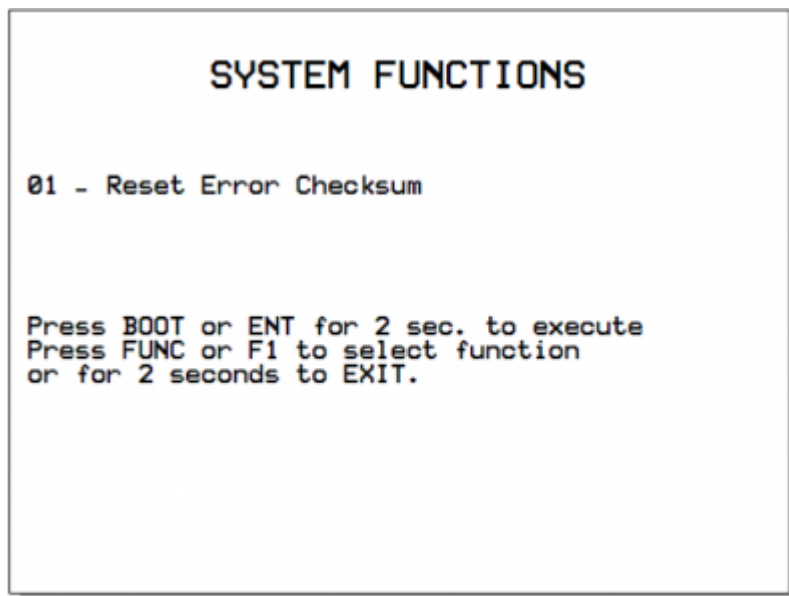 SYSTEM FUNCTIONS
01 - Reset Error Checksum
Press BOOT or ENT for 2 sec. to execute
Press FUNC or F1 to select function
or for 2 seconds to EXIT.